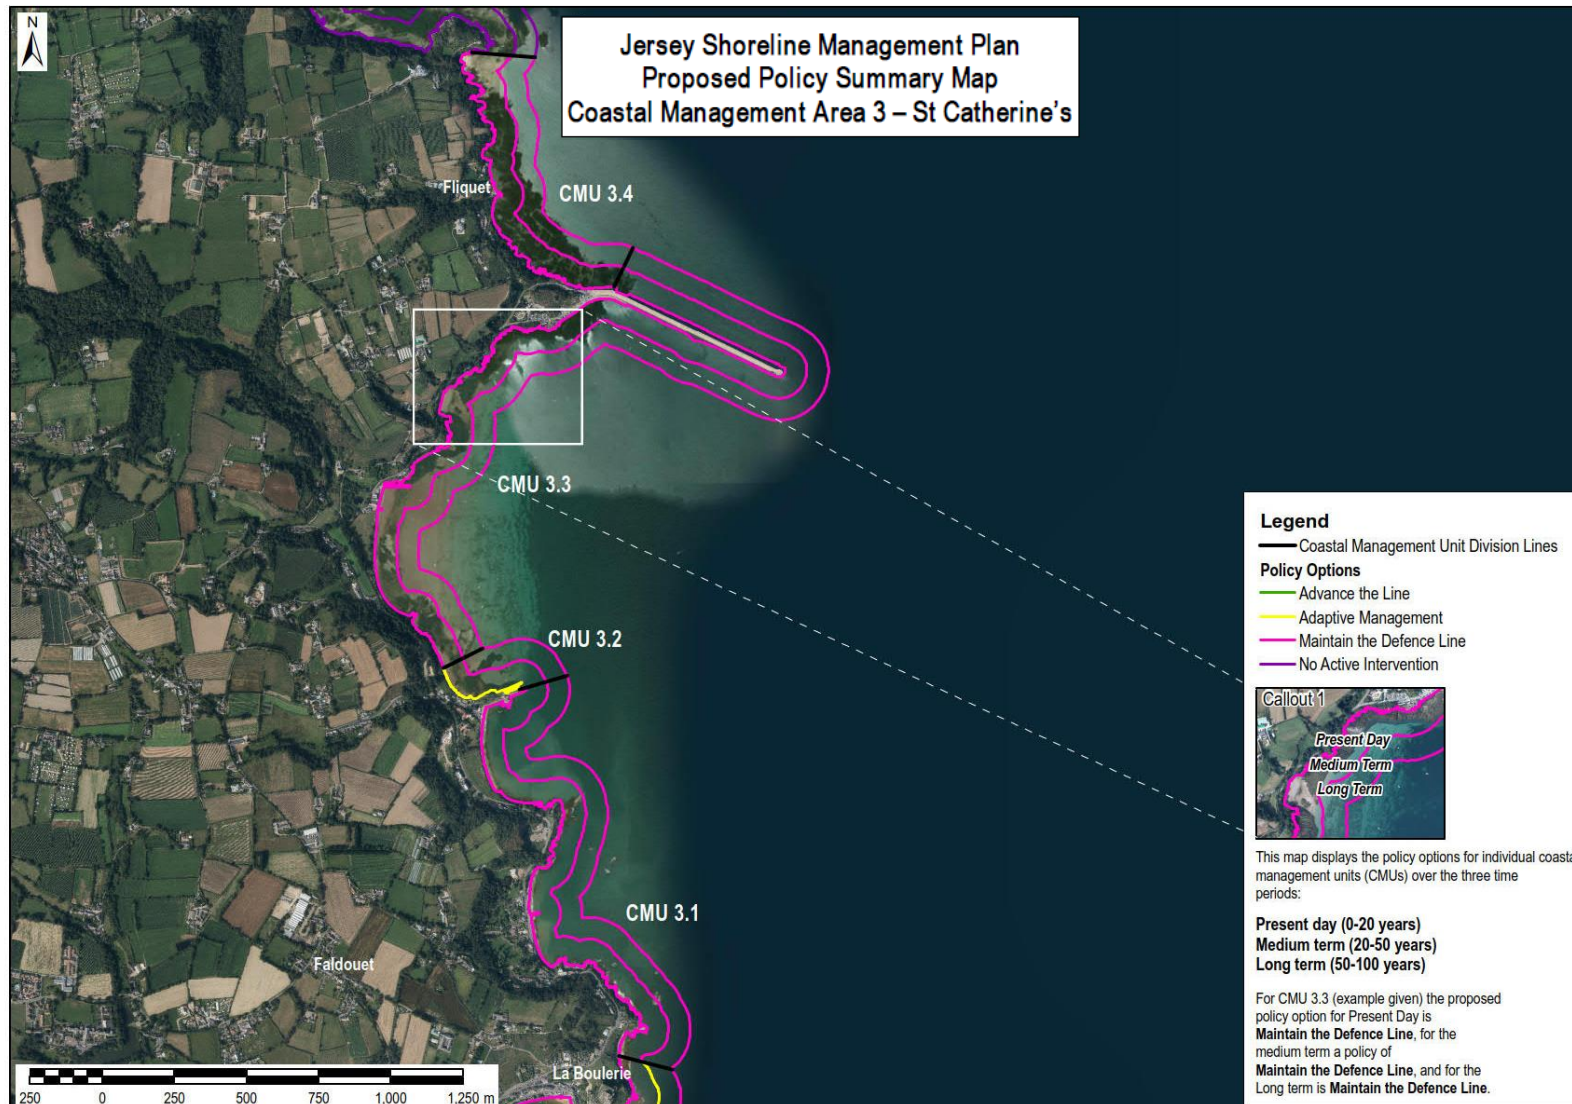 N
Jersey Shoreline Management Plan
Proposed Policy Summary Map
Coastal Management Area 3 – St Catherine's
Fliquet
CMU 3.4
CMU 3.3
CMU 3.2
CMU 3.1
Faldouet
La Boulerie
250 0 250 500 750 1,000 1,250 m
Legend
Coastal Management Unit Division Lines
Policy Options
Advance the Line
Adaptive Management
Maintain the Defence Line
No Active Intervention
Callout 1
Present Day
Medium Term
Long Term
This map displays the policy options for individual coasta
management units (CMUs) over the three time
periods:
Present day (0-20 years)
Medium term (20-50 years)
Long term (50-100 years)
For CMU 3.3 (example given) the proposed
policy option for Present Day is
Maintain the Defence Line, for the
medium term a policy of
Maintain the Defence Line, and for the
Long term is Maintain the Defence Line.